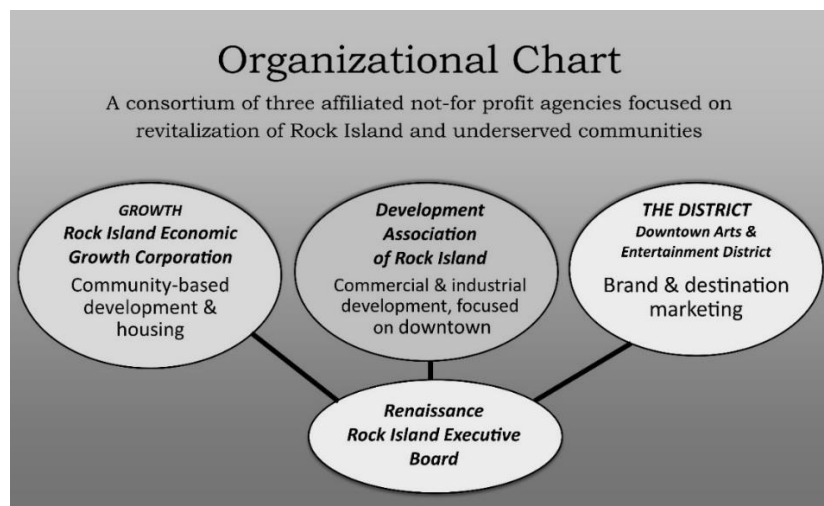 Organizational Chart
A consortium of three affiliated not-for profit agencies focused on
revitalization of Rock Island and underserved communities
GROWTH
Rock Island Economic
Growth Corporation
Community-based
development &
housing
Development
Association
of Rock Island
Commercial & industrial
development, focused
on downtown
THE DISTRICT
Downtown Arts &
Entertainment District
Brand & destination
marketing
Renaissance
Rock Island Executive
Board